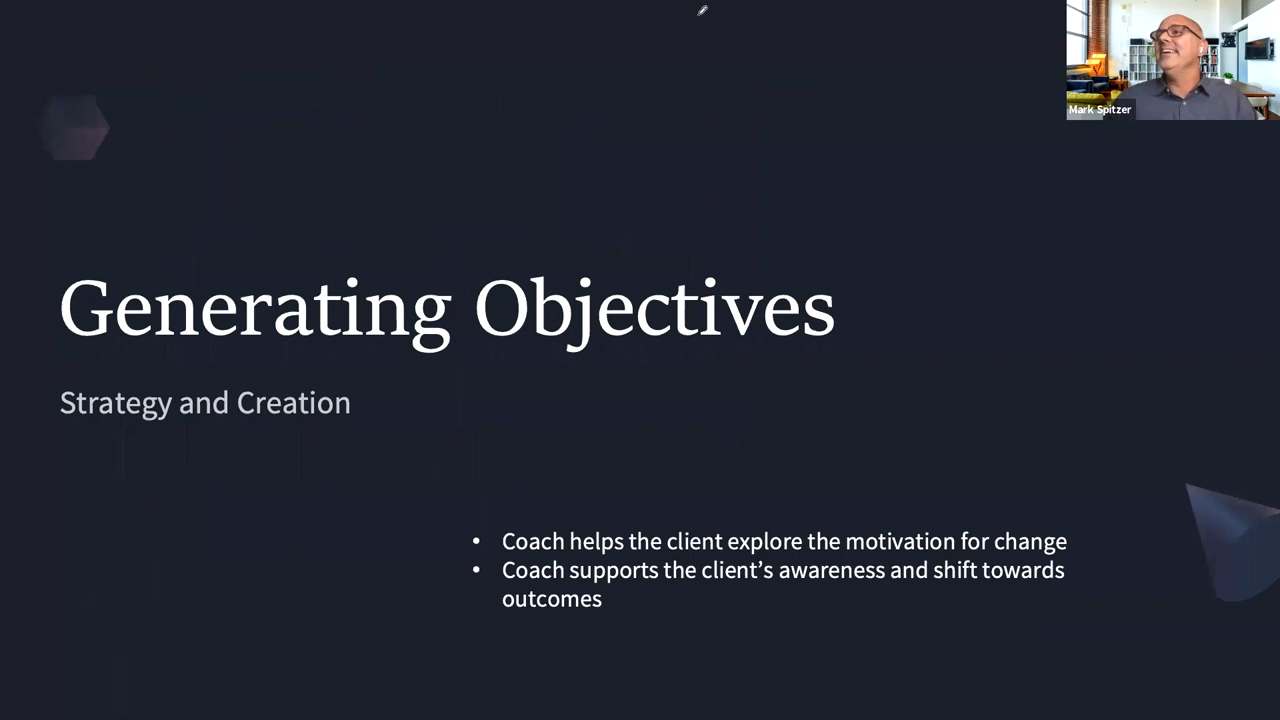 Mark Spitzer
Generating Objectives
Strategy and Creation
• Coach helps the client explore the motivation for change
• Coach supports the client’s awareness and shift towards
outcomes